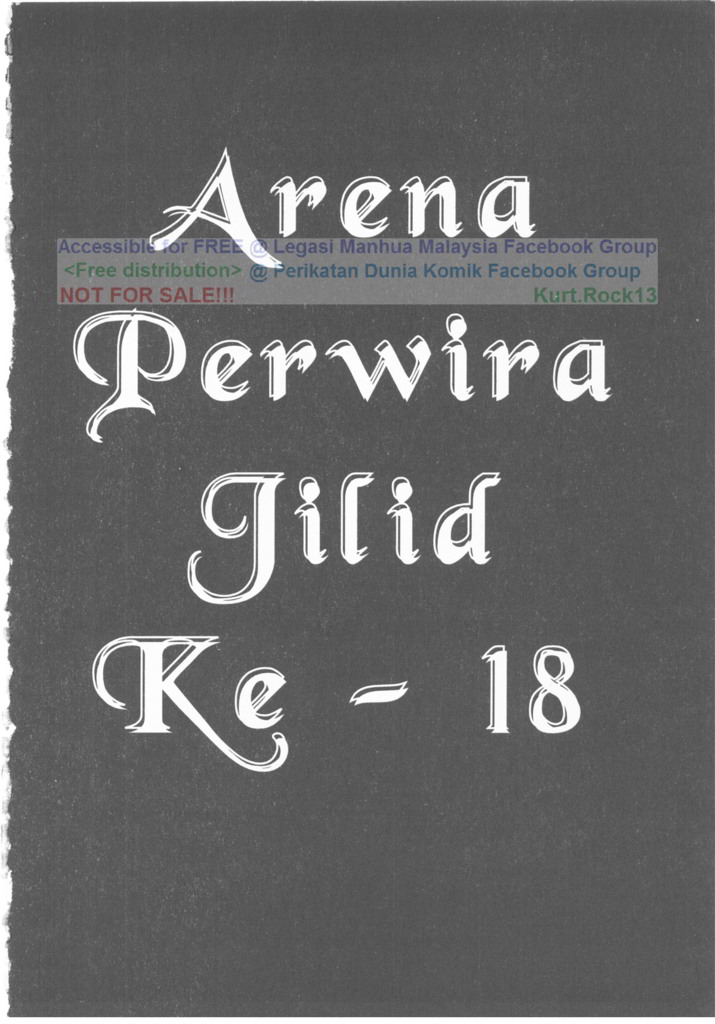 Arena
Accessible for FREE @ Legasi Manhua Malaysia Facebook Group
<Free distribution> @ Perikatan Dunia Komik Facebook Group
NOT FOR SALE!!! Kurt.Rock13
Perwira
Jilid
Ke - 18